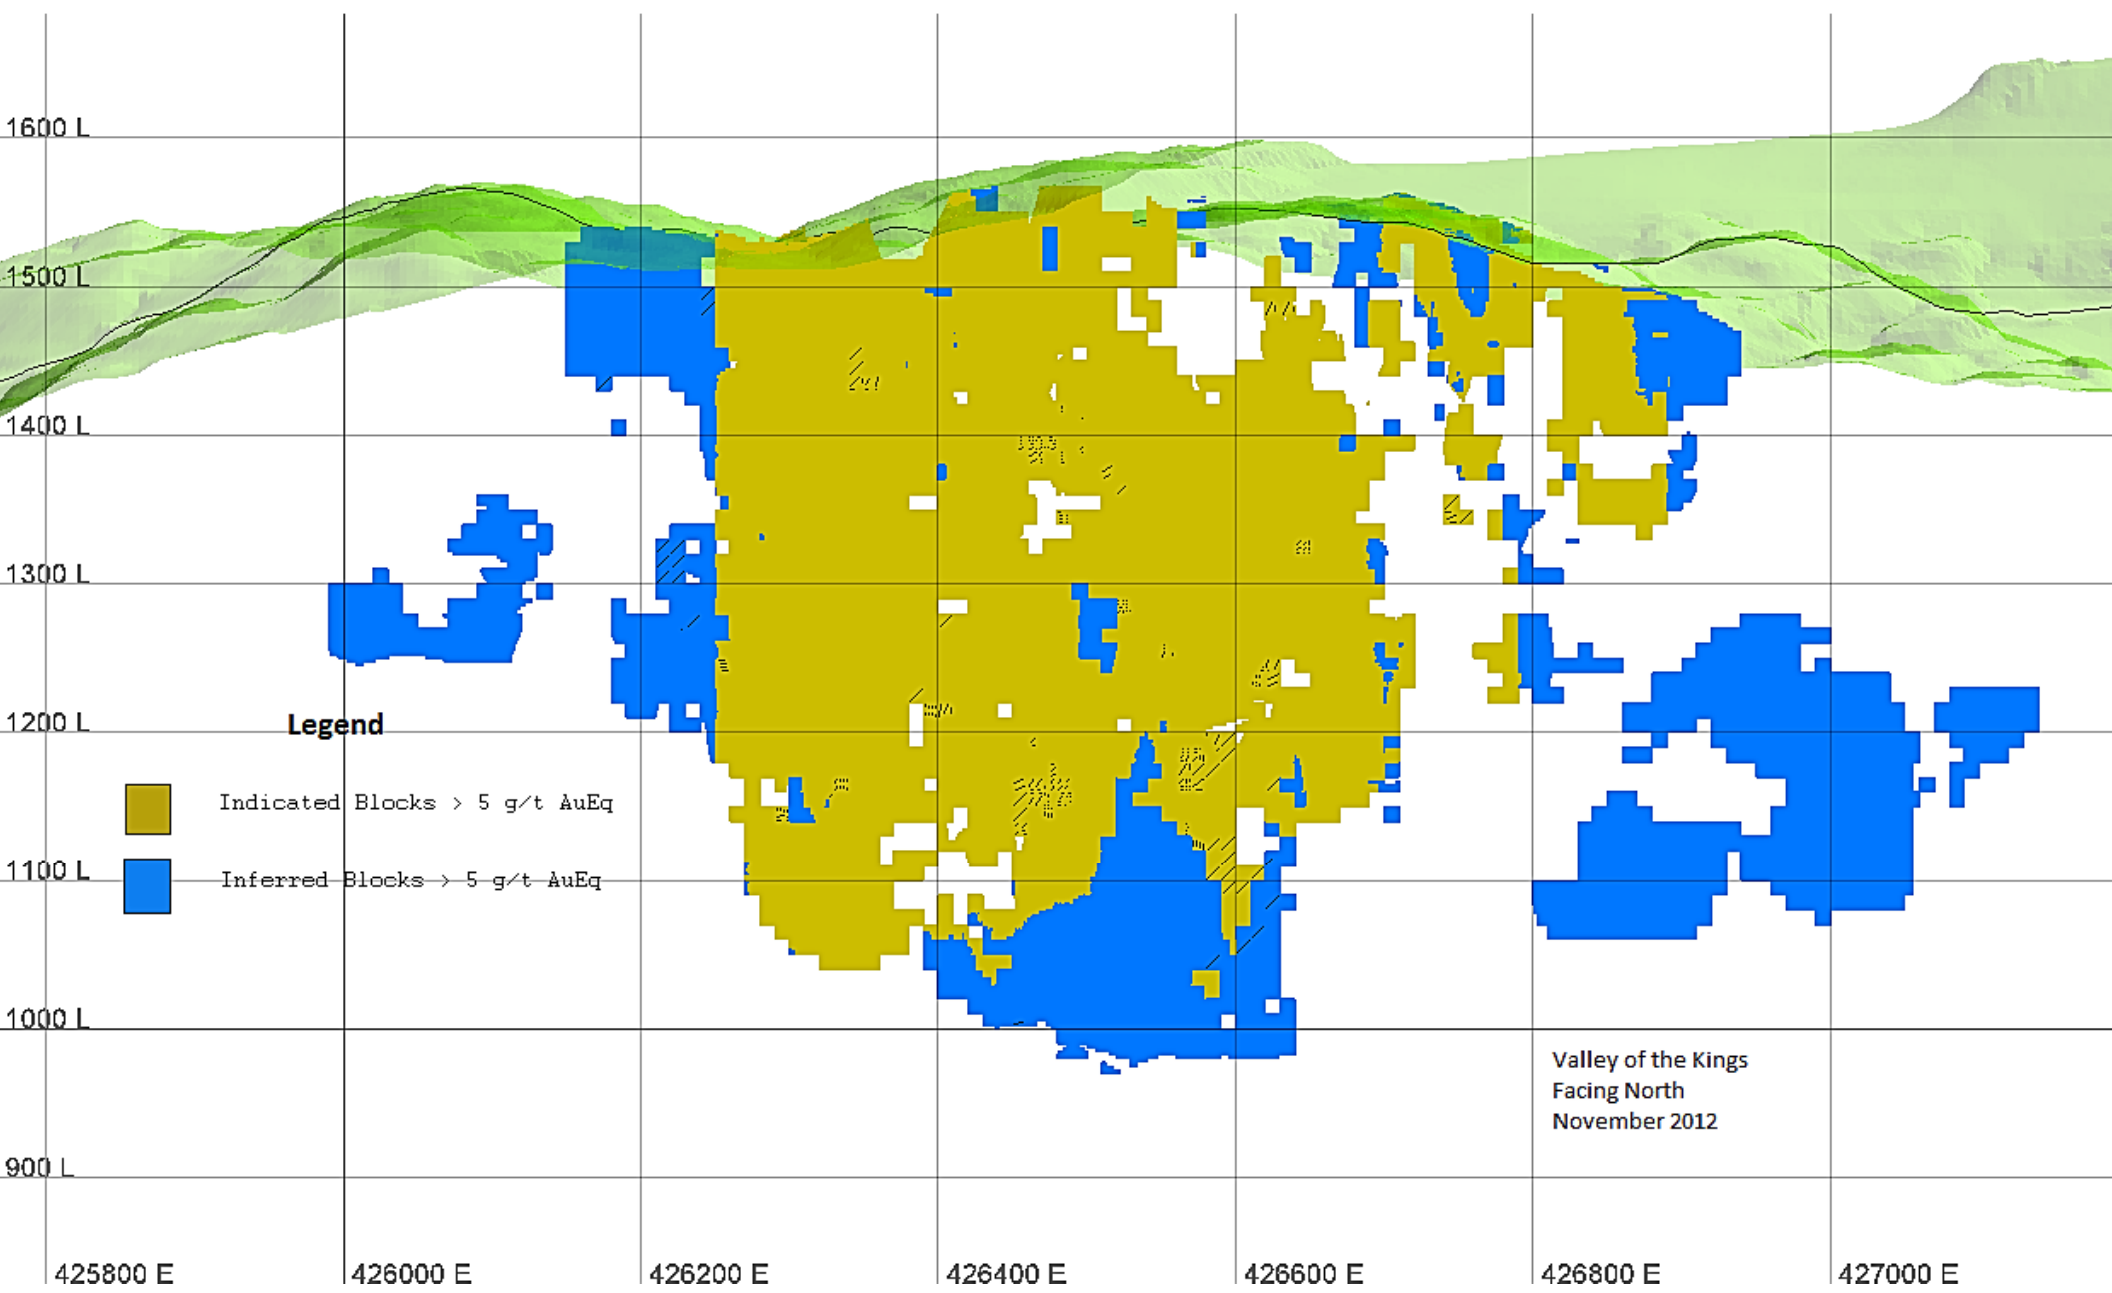 1600 L
1500 L
1400 L
1300 L
1200 L
Legend
Indicated Blocks > 5 g/t AuEq
1100 L
Inferred Blocks > 5 g/t AuEq
1000 L
Valley of the Kings
Facing North
November 2012
900 L
425800 E
426000 E
426200 E
426400 E
426600 E
426800 E
427000 E